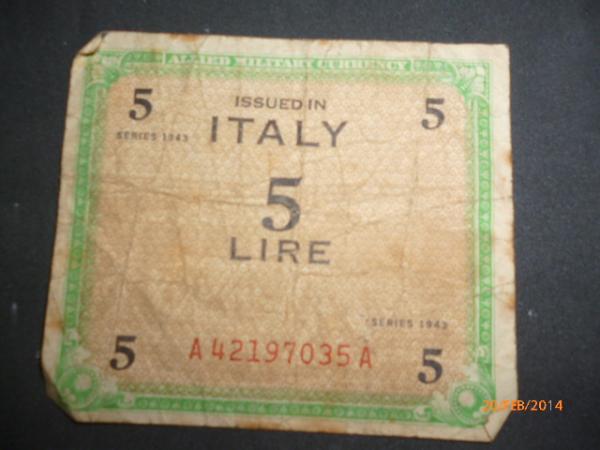 ALLIED MILITARY CURRENCY
5 ISSUED IN 5
SERIES 1943 ITALY
5
LIRE
SERIES 1943
5 A42197035A 5
20/FEB/2014